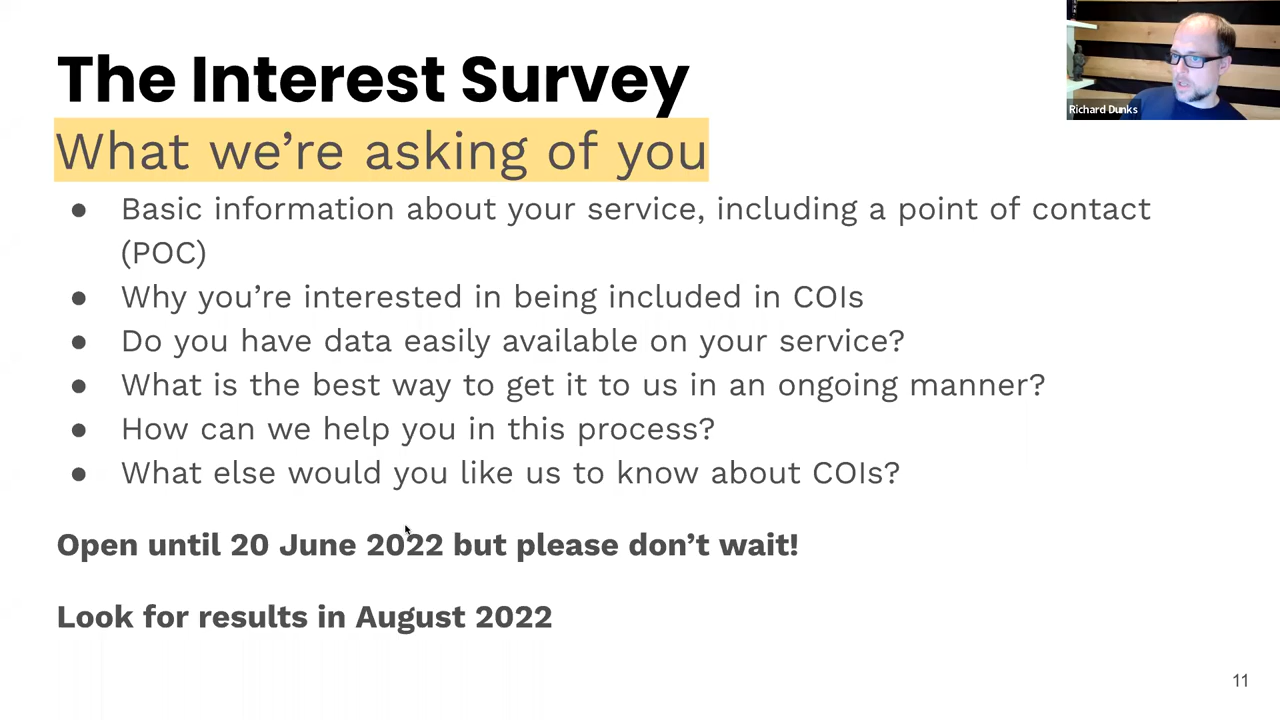 The Interest Survey
What we're asking of you
● Basic information about your service, including a point of contact
(POC)
● Why you're interested in being included in COIs
● Do you have data easily available on your service?
● What is the best way to get it to us in an ongoing manner?
● How can we help you in this process?
● What else would you like us to know about COIs?
Open until 20 June 2022 but please don't wait!
Look for results in August 2022
11
Richard Dunks